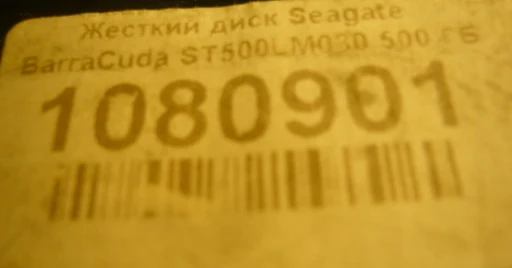 Жесткий диск Seagate
BarraCuda ST500LM030 500 ГБ
1080901